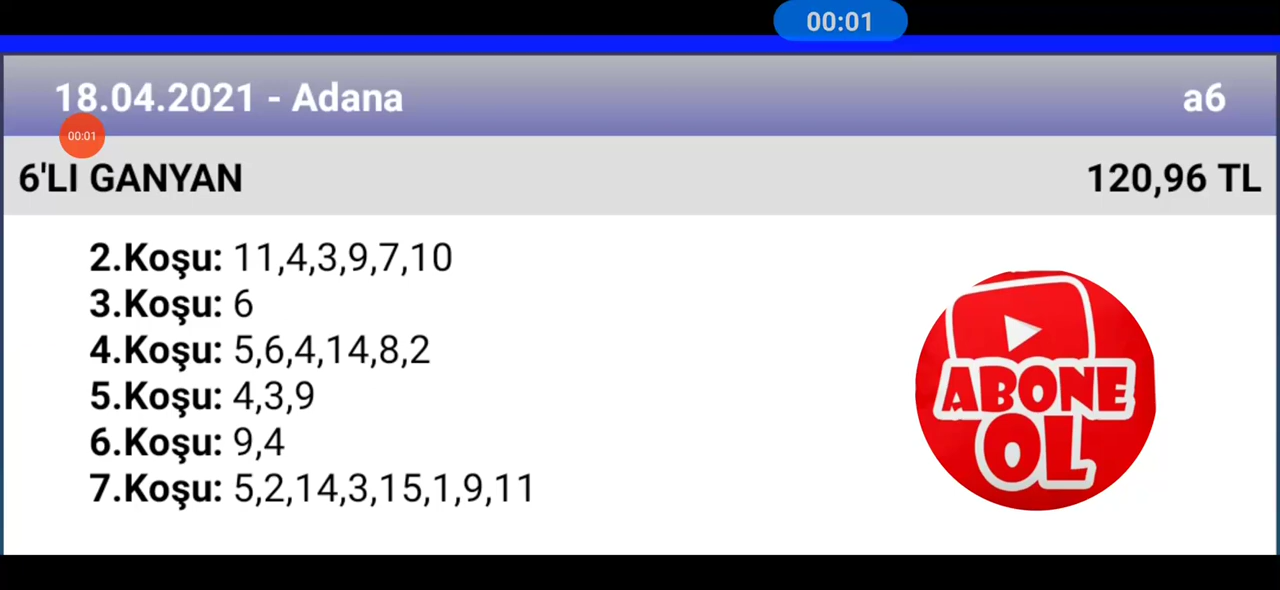 00:01
18.04.2021 - Adana a6
00:01
6'LI GANYAN 120,96 TL
2.Koşu: 11,4,3,9,7,10
3.Koşu: 6
4.Koşu: 5,6,4,14,8,2
5.Koşu: 4,3,9
6.Koşu: 9,4
7.Koşu: 5,2,14,3,15,1,9,11
ABONE
OL